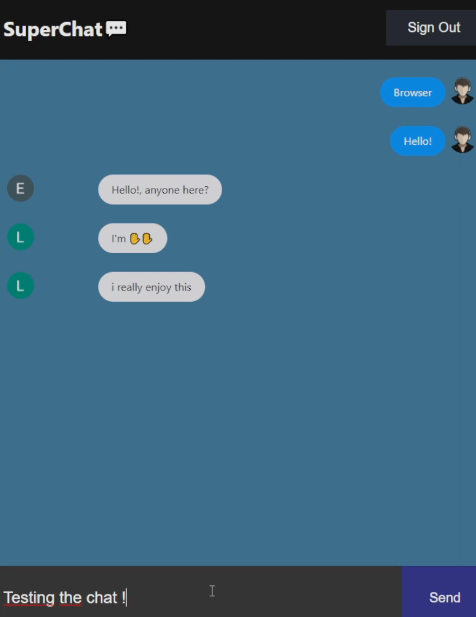 SuperChat💬
Sign Out
Browser
Hello!
E
Hello!, anyone here?
L
I'm ✋✋
L
i really enjoy this
Testing the chat !
Send